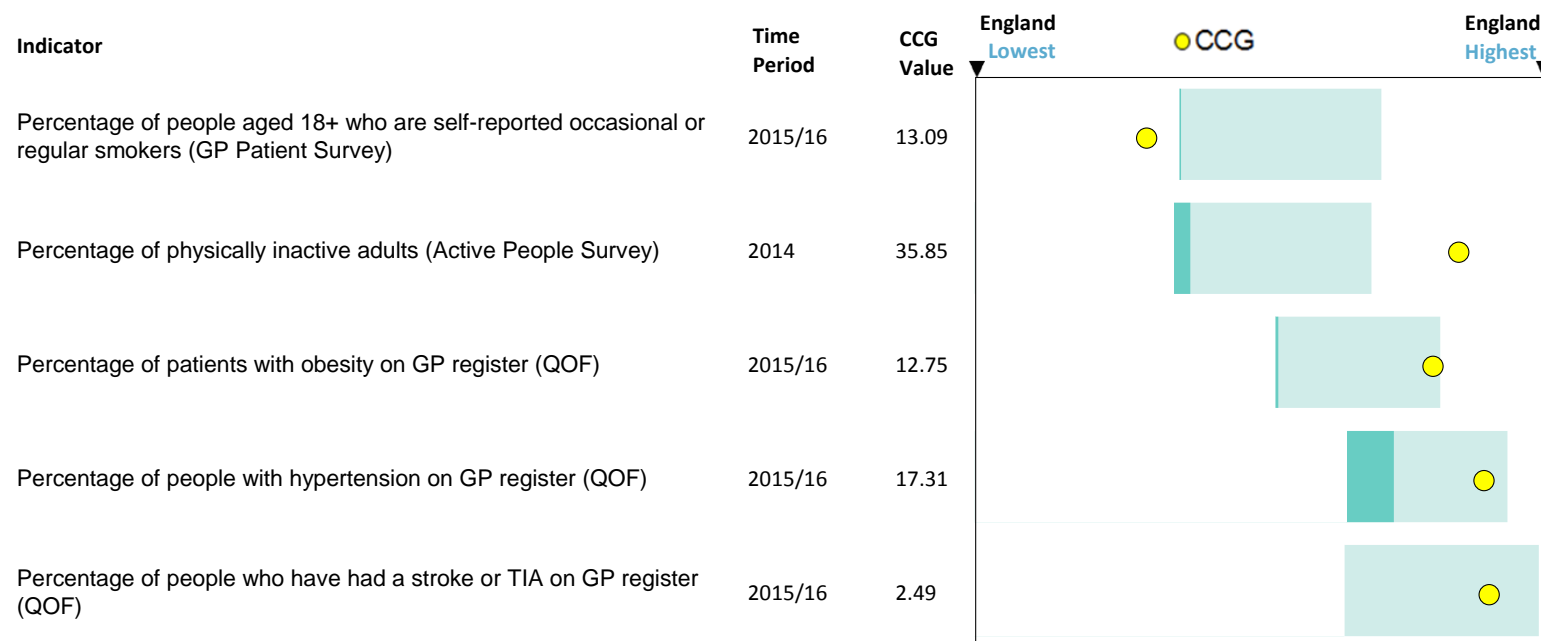 Indicator
Time Period
CCG Value
England Lowest
CCG
England Highest
Percentage of people aged 18+ who are self-reported occasional or
regular smokers (GP Patient Survey)
2015/16
13.09
Percentage of physically inactive adults (Active People Survey)
2014
35.85
Percentage of patients with obesity on GP register (QOF)
2015/16
12.75
Percentage of people with hypertension on GP register (QOF)
2015/16
17.31
Percentage of people who have had a stroke or TIA on GP register
(QOF)
2015/16
2.49